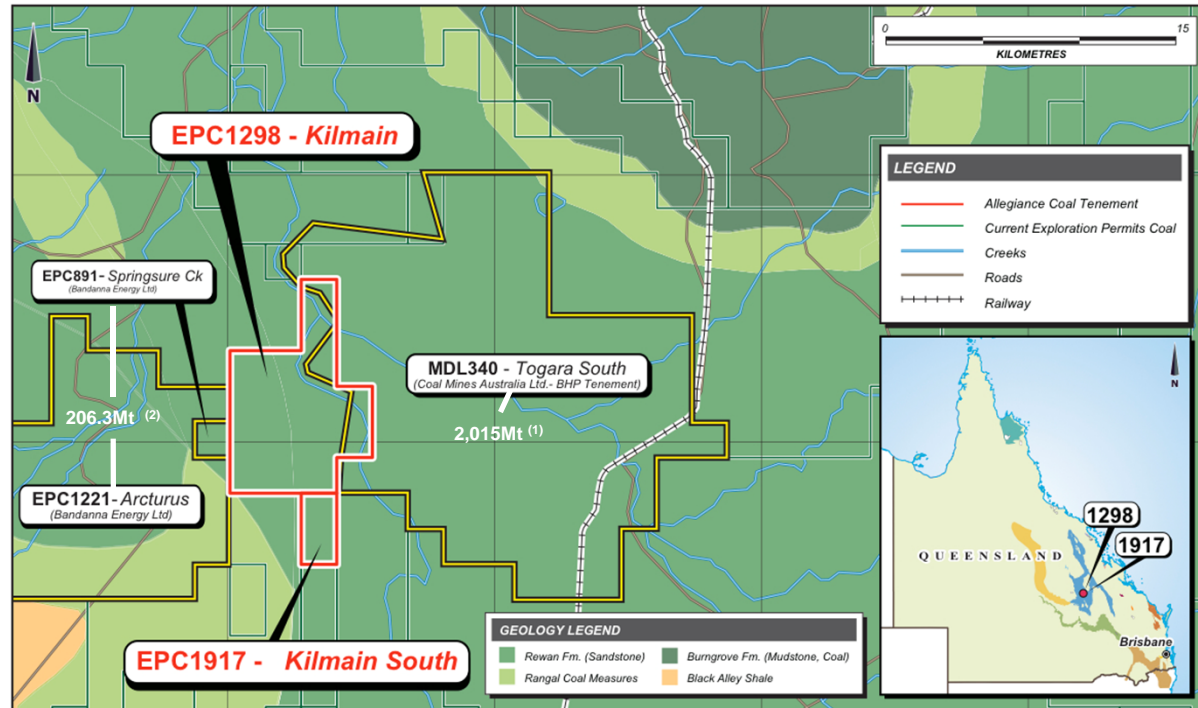 N
0 15
KILOMETRES
EPC1298 - Kilmain
EPC891- Springsure Ck
(Bandanna Energy Ltd)
206.3Mt (2)
EPC1221- Arcturus
(Bandanna Energy Ltd)
MDL340 - Togara South
(Coal Mines Australia Ltd.- BHP Tenement)
2,015Mt (1)
EPC1917 - Kilmain South
LEGEND
Allegiance Coal Tenement
Current Exploration Permits Coal
Creeks
Roads
Railway
GEOLOGY LEGEND
Rewan Fm. (Sandstone)
Burngrove Fm. (Mudstone, Coal)
Rangal Coal Measures
Black Alley Shale
N
1298
1917
QUEENSLAND
Brisbane